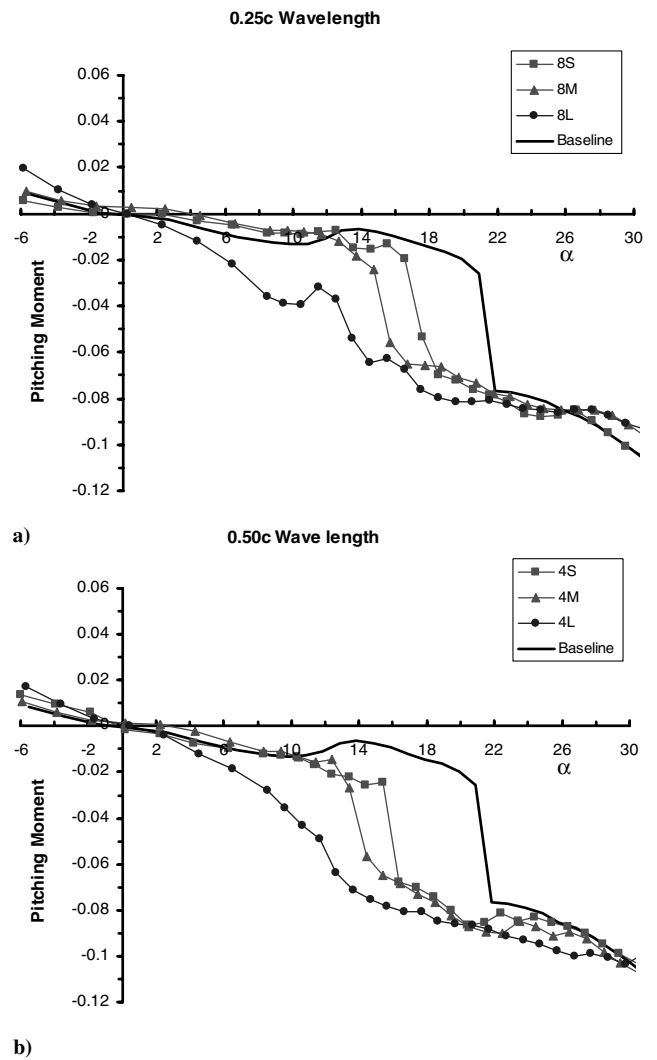 0.25c Wavelength
8S
8M
8L
Baseline
0.06
0.04
0.02
0
-0.02
-0.04
-0.06
-0.08
-0.1
-0.12
-6 -2 2 6 10 14 18 22 26 30
α
Pitching Moment
a)
0.50c Wave length
4S
4M
4L
Baseline
0.06
0.04
0.02
0
-0.02
-0.04
-0.06
-0.08
-0.1
-0.12
-6 -2 2 6 10 14 18 22 26 30
α
Pitching Moment
b)